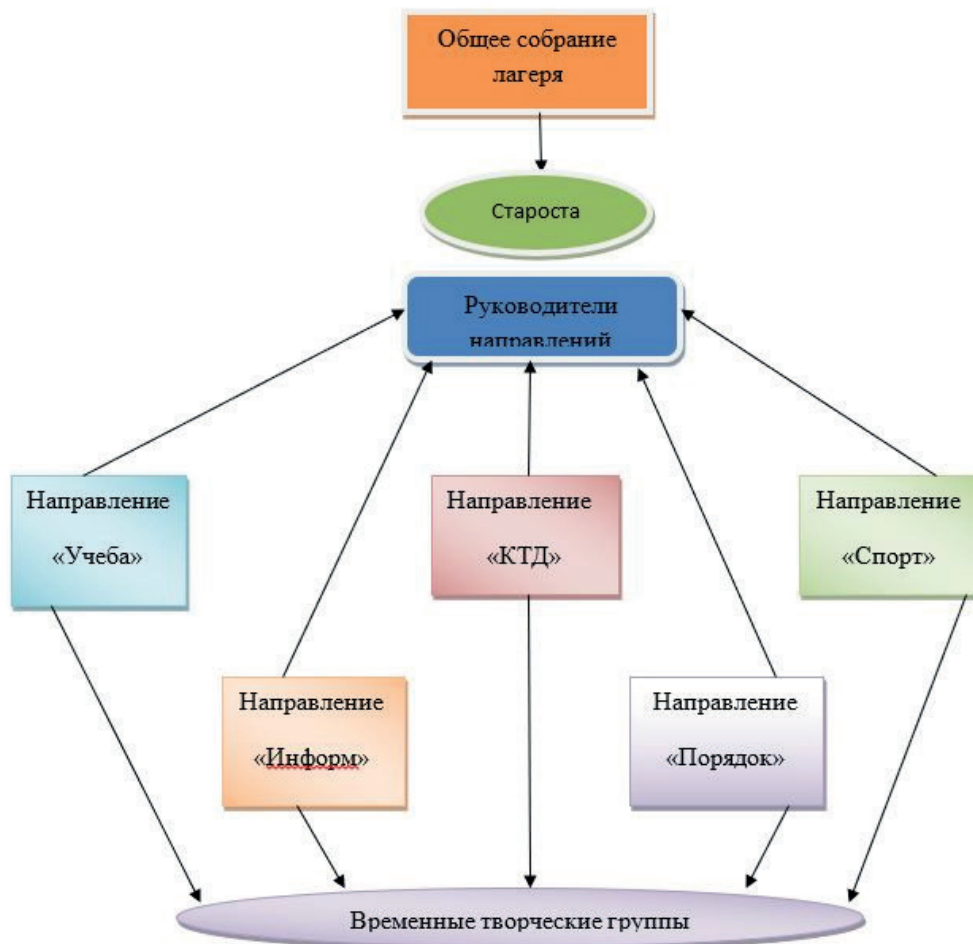 Общее собрание
лагеря
Староста
Руководители
направлений
Направление
«Учеба»
Направление
«КТД»
Направление
«Спорт»
Направление
«Информ»
Направление
«Порядок»
Временные творческие группы